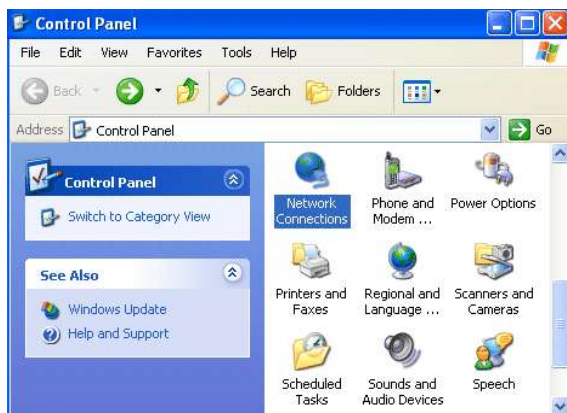 Control Panel
File Edit View Favorites Tools Help
Back Search Folders
Address Control Panel Go
Control Panel
Switch to Category View
See Also
Windows Update
Help and Support
Network Connections
Phone and Modem ...
Power Options
Printers and Faxes
Regional and Language ...
Scanners and Cameras
Scheduled Tasks
Sounds and Audio Devices
Speech